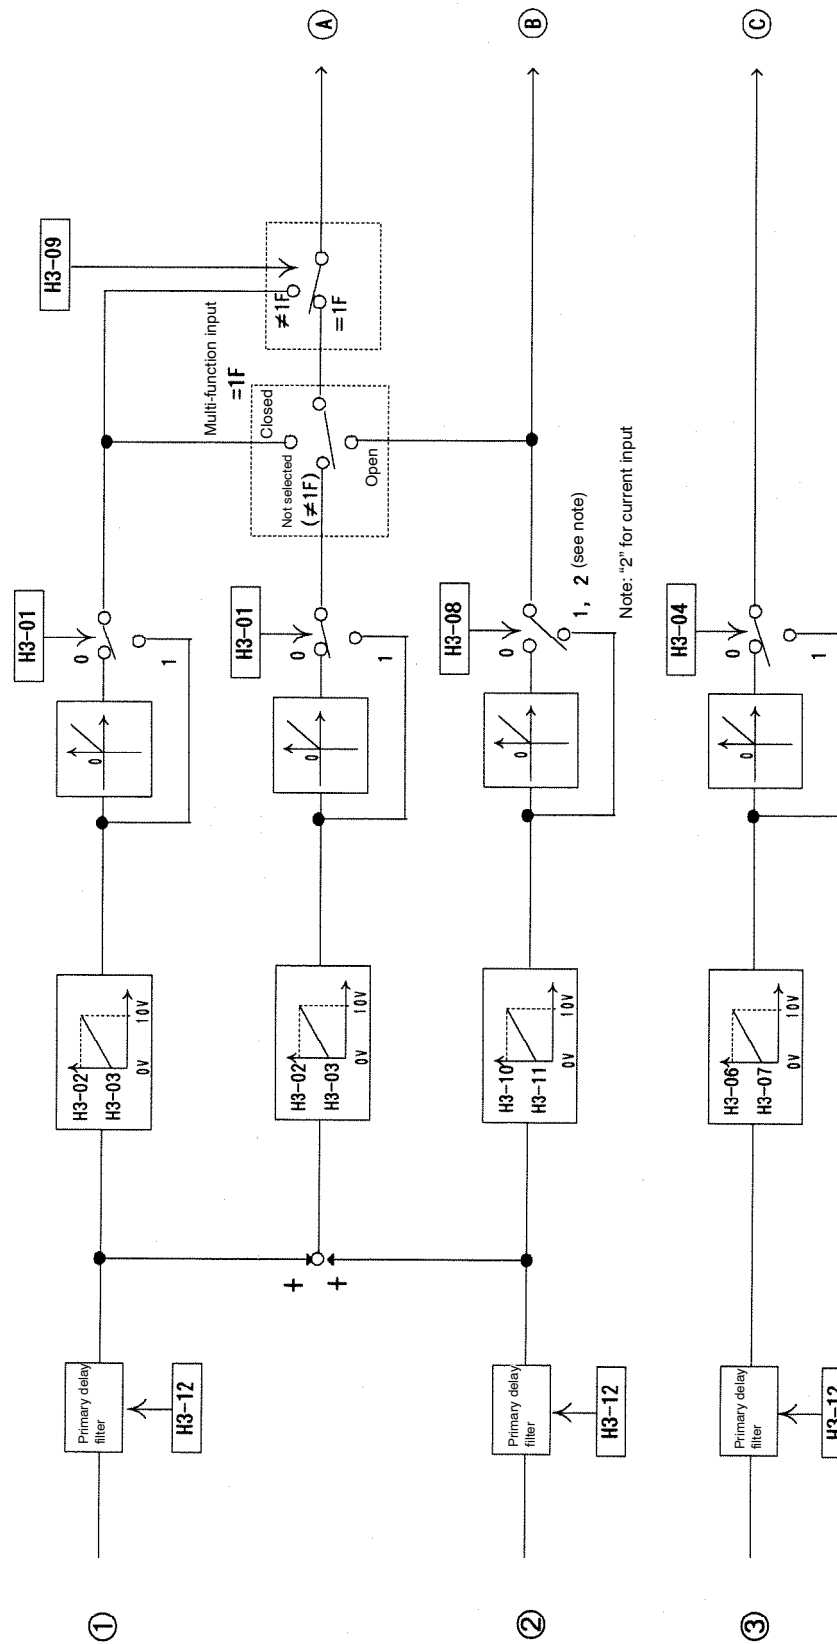 ①
Primary delay
filter
H3-12
H3-02
H3-03
0V
10V
0
H3-01
0
1
+
+
H3-02
H3-03
0V
10V
0
H3-01
0
1
Multi-function input
=1F
Not selected
(≠1F)
Closed
Open
H3-09
≠1F
=1F
Ⓐ
②
Primary delay
filter
H3-12
H3-10
H3-11
0V
10V
0
H3-08
0
1, 2 (see note)
Note: “2” for current input
Ⓑ
③
Primary delay
filter
H3-12
H3-06
H3-07
0V
10V
0
H3-04
0
1
Ⓒ